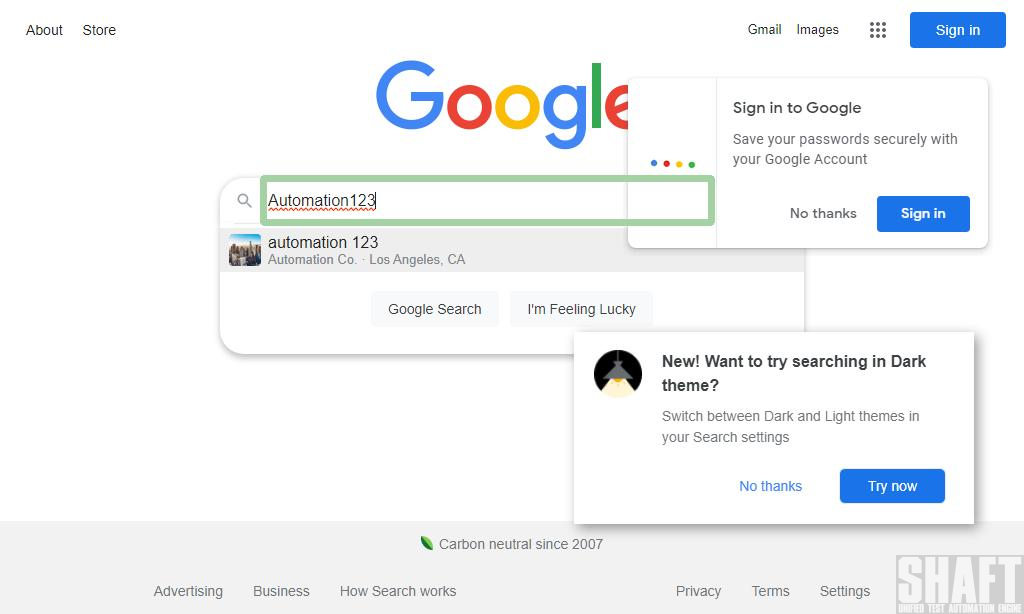 About Store
Gmail Images
Sign in
Google
Sign in to Google
Save your passwords securely with
your Google Account
No thanks
Sign in
Automation123
automation 123
Automation Co. · Los Angeles, CA
Google Search
I'm Feeling Lucky
New! Want to try searching in Dark
theme?
Switch between Dark and Light themes in
your Search settings
No thanks
Try now
Carbon neutral since 2007
Advertising Business How Search works
Privacy Terms Settings
SHAFT
UNIFIED TEST AUTOMATION ENGINE